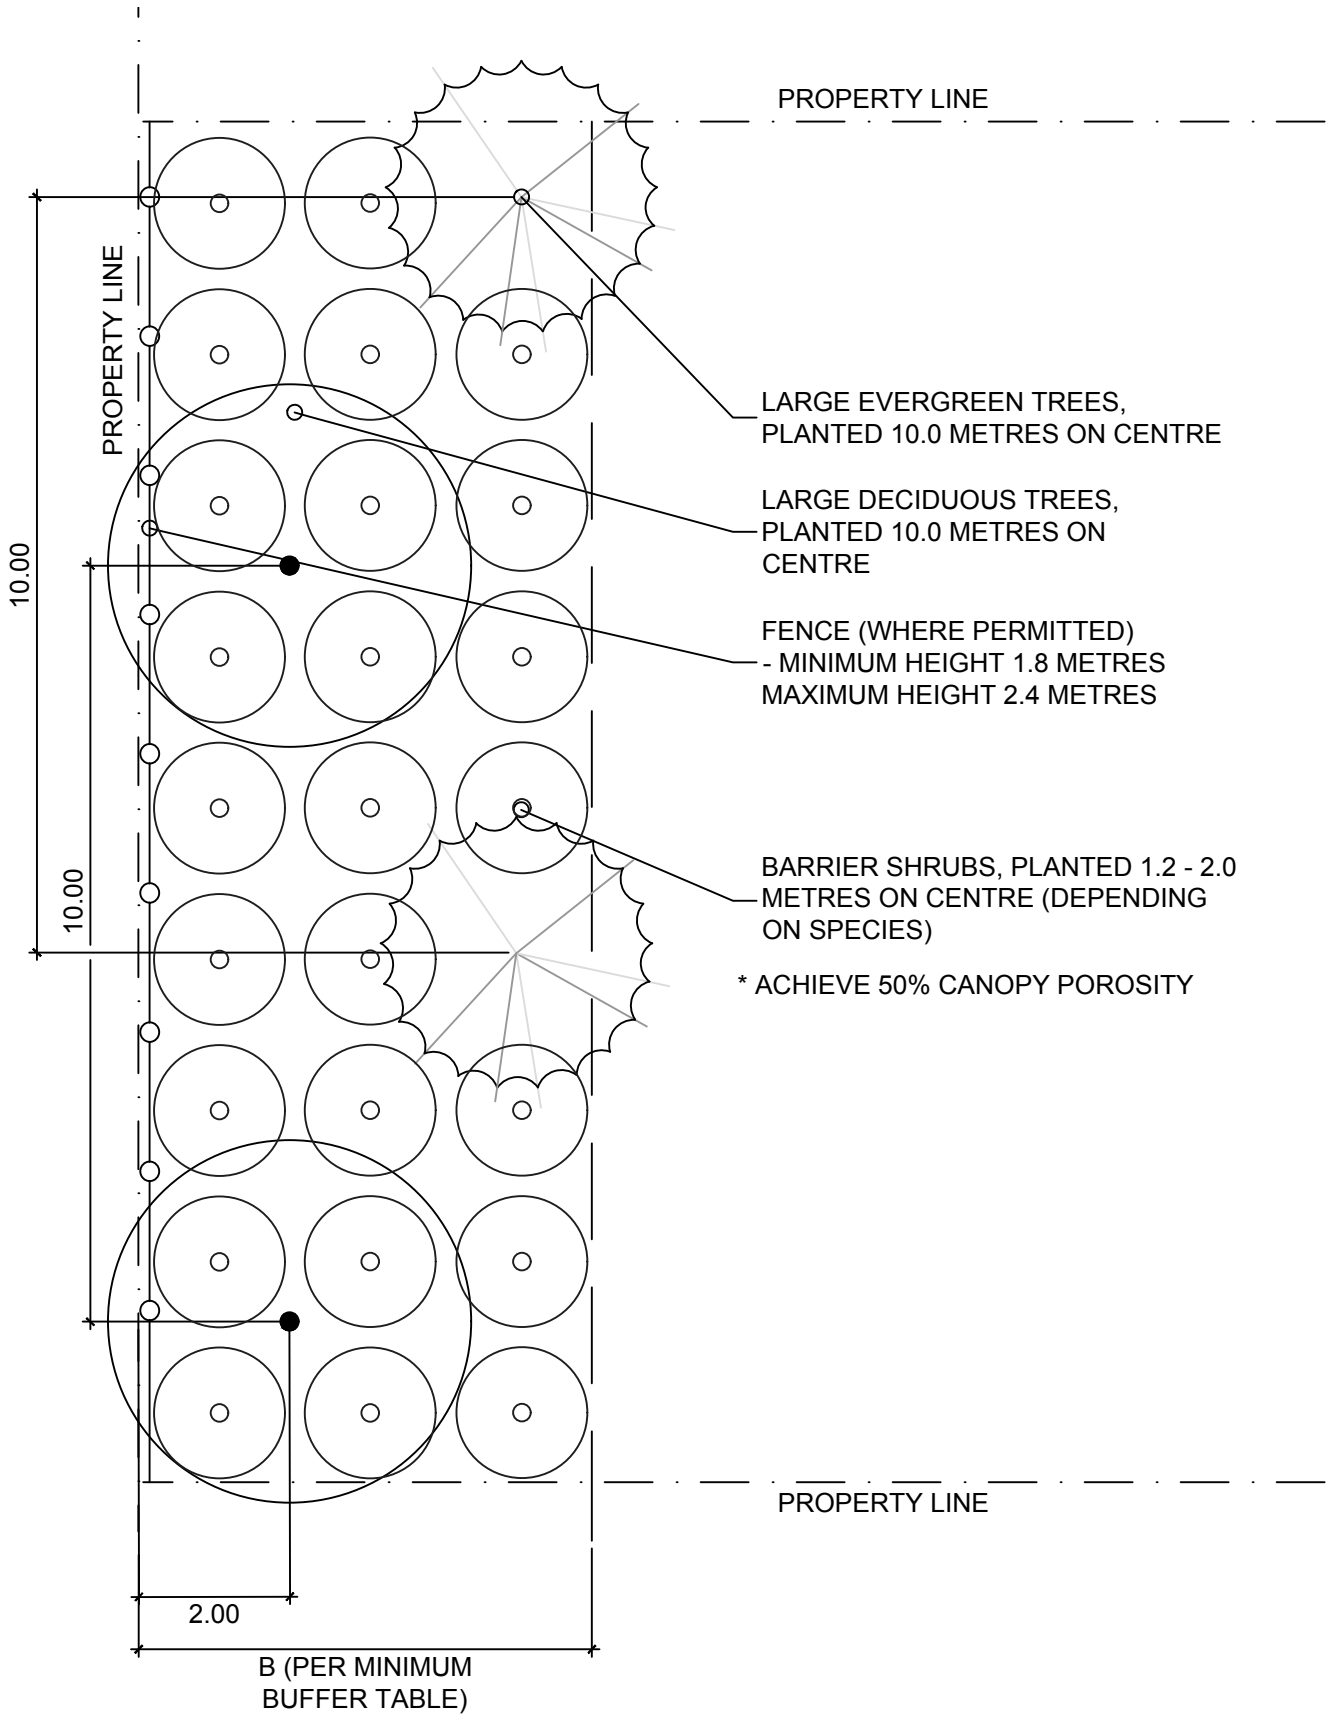 PROPERTY LINE
PROPERTY LINE
LARGE EVERGREEN TREES,
PLANTED 10.0 METRES ON CENTRE
LARGE DECIDUOUS TREES,
PLANTED 10.0 METRES ON
CENTRE
10.00
FENCE (WHERE PERMITTED)
- MINIMUM HEIGHT 1.8 METRES
MAXIMUM HEIGHT 2.4 METRES
10.00
BARRIER SHRUBS, PLANTED 1.2 - 2.0
METRES ON CENTRE (DEPENDING
ON SPECIES)
* ACHIEVE 50% CANOPY POROSITY
PROPERTY LINE
2.00
B (PER MINIMUM
BUFFER TABLE)